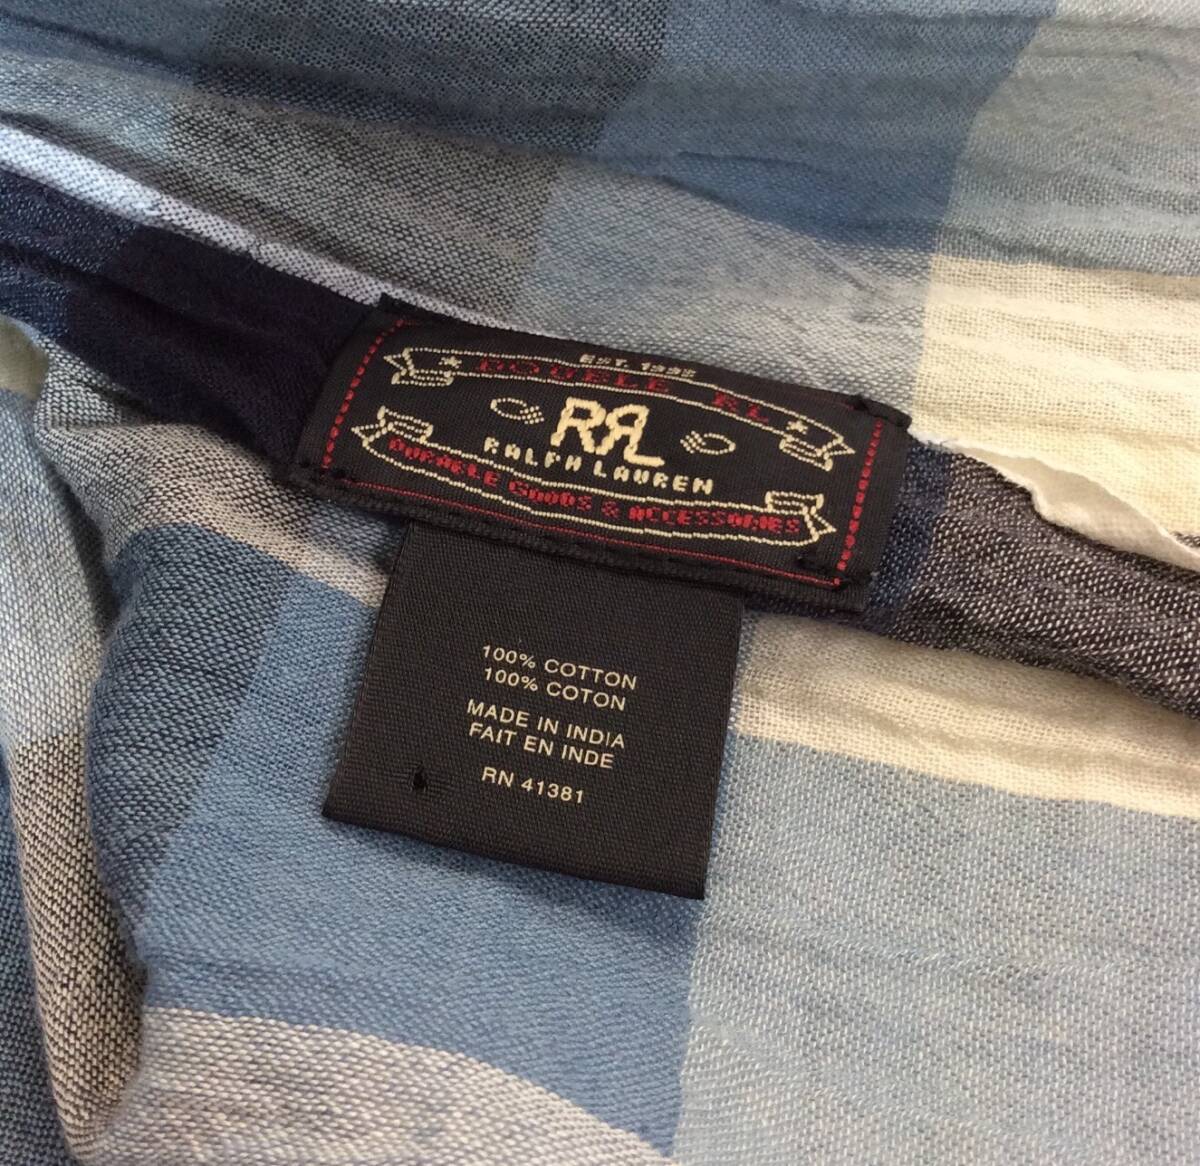 EST. 1993
DOUBLE RL
RRL
RALPH LAUREN
DURABLE GOODS & ACCESSORIES
100% COTTON
100% COTON
MADE IN INDIA
FAIT EN INDE
RN 41381